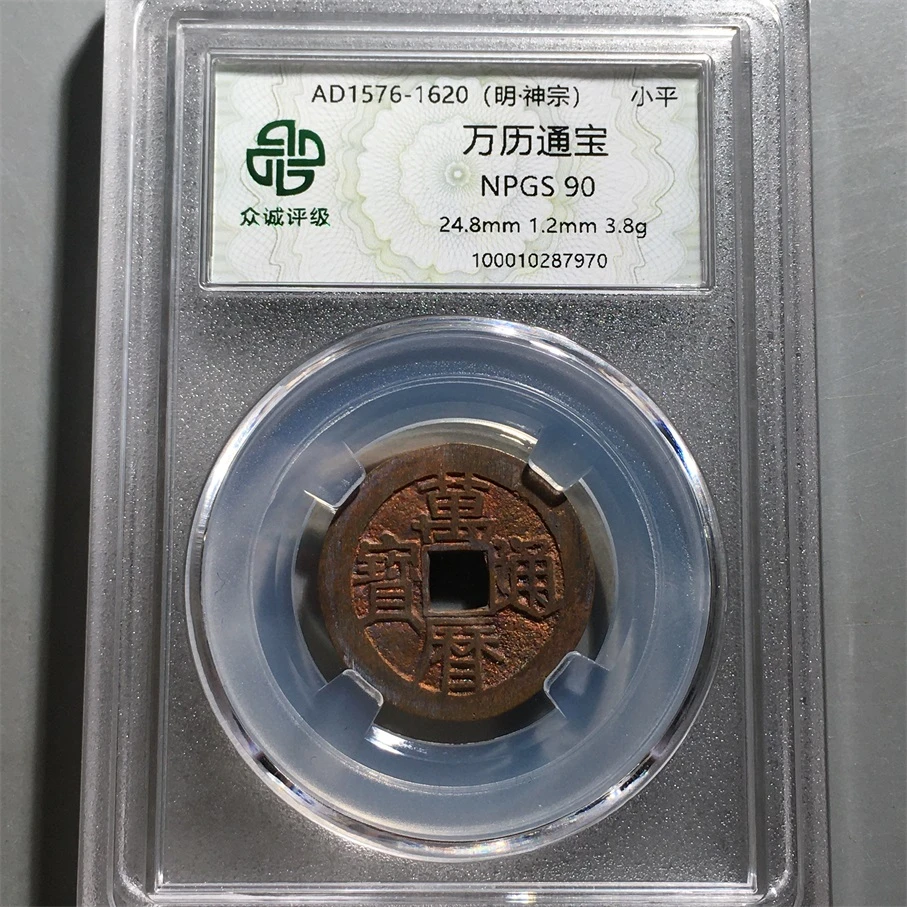 AD1576-1620（明·神宗） 小平
万历通宝
NPGS 90
24.8mm 1.2mm 3.8g
100010287970
众诚评级
萬曆通寶